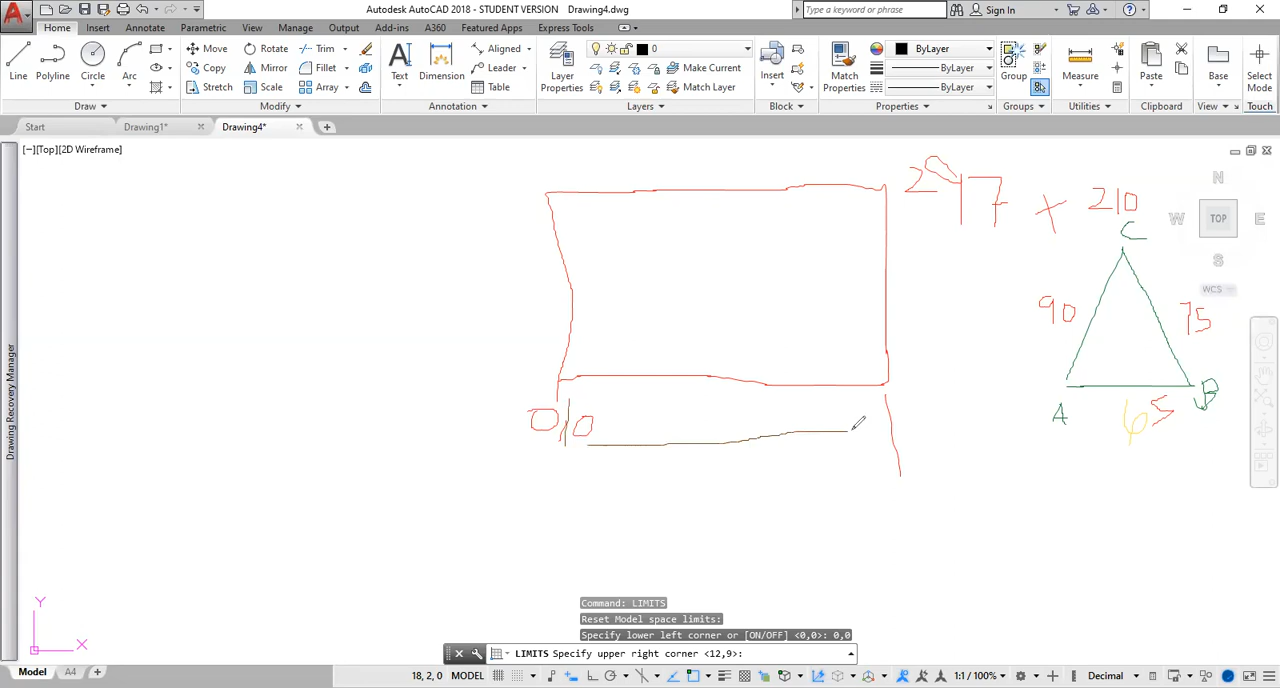 Autodesk AutoCAD 2018 - STUDENT VERSION Drawing4.dwg
Type a keyword or phrase
Sign In
Home Insert Annotate Parametric View Manage Output Add-ins A360 Featured Apps Express Tools
Line Polyline Circle Arc
Move Rotate Trim
Copy Mirror Fillet
Stretch Scale Array
Text Dimension
Aligned
Leader
Table
Layer Properties
0
Make Current
Match Layer
Insert
Match Properties
ByLayer
ByLayer
ByLayer
Group
Measure
Paste
Base
Select Mode
Draw Modify Annotation Layers Block Properties Groups Utilities Clipboard View Touch
Start Drawing1* Drawing4*
[−][Top][2D Wireframe]
297 x 210
C
90 75
A 65 B
0,0
N
W TOP E
S
WCS
Drawing Recovery Manager
Y
X
Command: LIMITS
Reset Model space limits:
Specify lower left corner or [ON/OFF] <0,0>: 0,0
LIMITS Specify upper right corner <12,9>:
Model A4
18, 2, 0 MODEL 1:1 / 100% Decimal